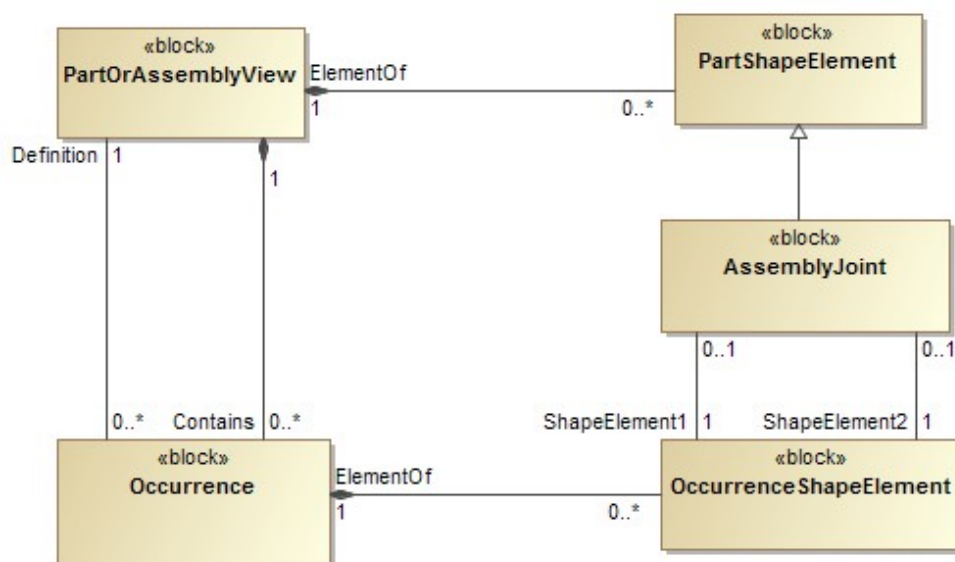 «block»
PartOrAssemblyView
«block»
PartShapeElement
ElementOf
1
0..*
Definition
1
1
«block»
AssemblyJoint
0..1
0..1
0..*
Contains
0..*
ShapeElement1
1
ShapeElement2
1
«block»
Occurrence
ElementOf
1
0..*
«block»
OccurrenceShapeElement